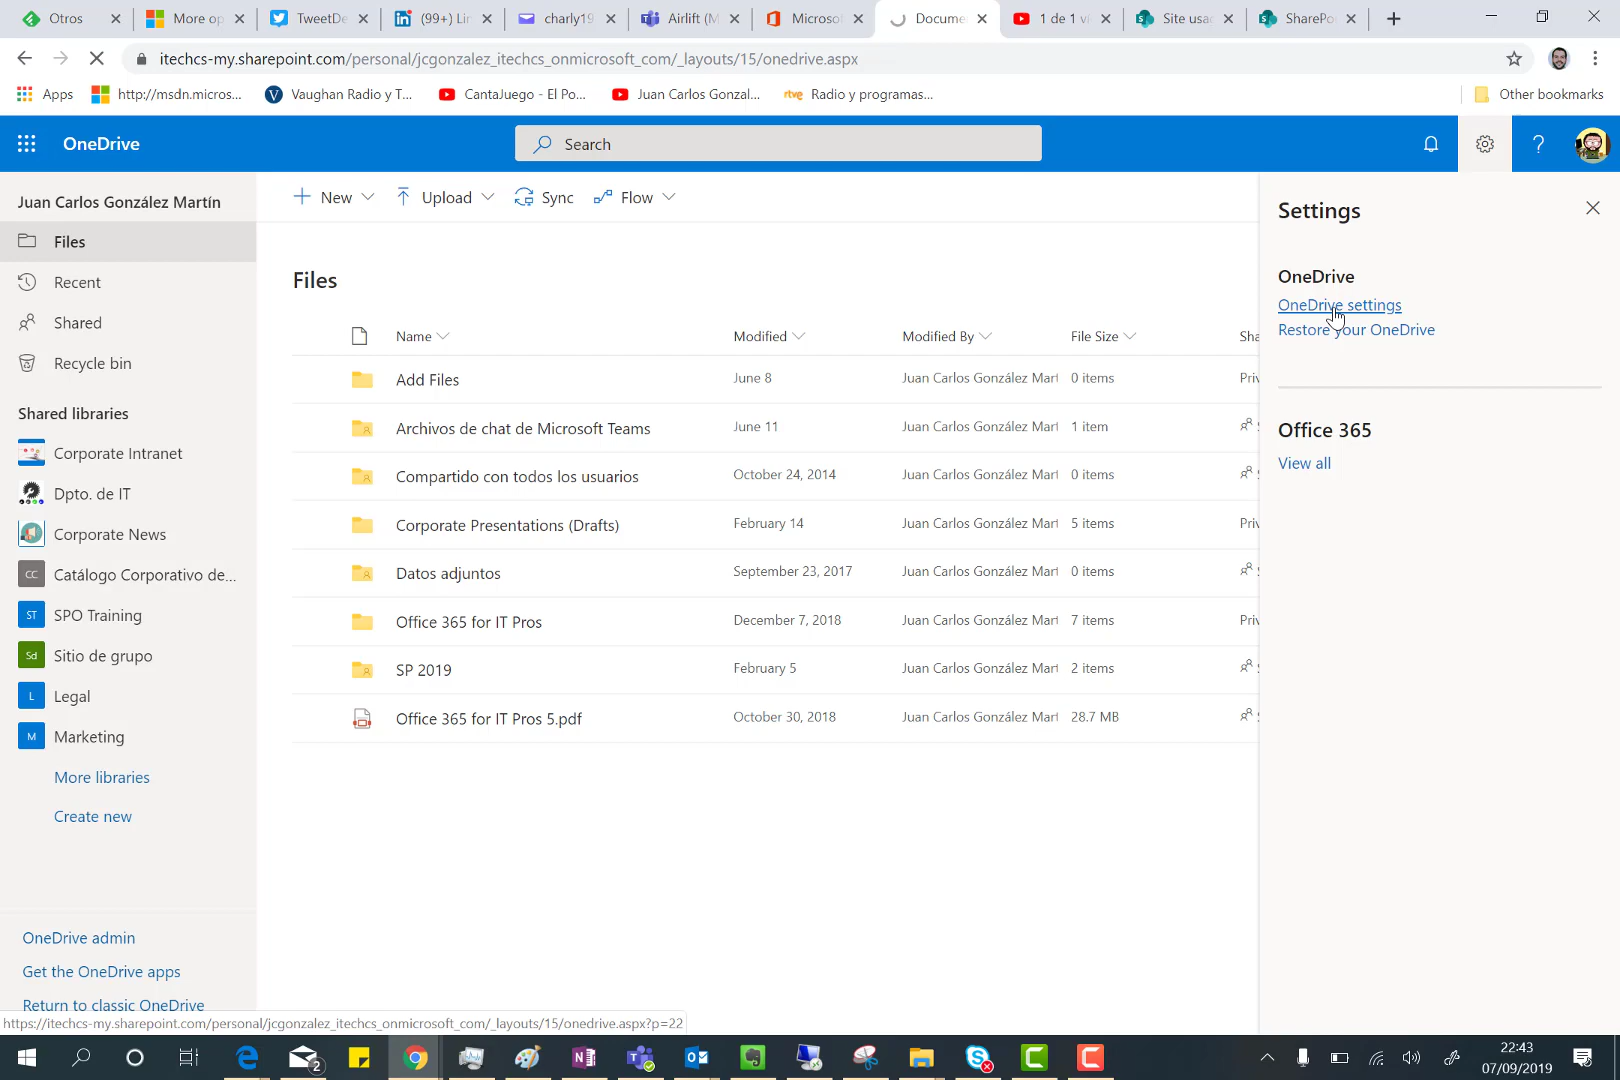 Otros
More op
TweetDe
(99+) Lir
charly19
Airlift (M
Microsof
Docume
1 de 1 vi
Site usag
SharePo
itechcs-my.sharepoint.com/personal/jcgonzalez_itechcs_onmicrosoft_com/_layouts/15/onedrive.aspx
Apps
http://msdn.micros...
Vaughan Radio y T...
CantaJuego - El Po...
Juan Carlos Gonzal...
rtve Radio y programas...
Other bookmarks
OneDrive
Search
?
Juan Carlos González Martín
Files
Recent
Shared
Recycle bin
Shared libraries
Corporate Intranet
Dpto. de IT
Corporate News
CC Catálogo Corporativo de...
ST SPO Training
Sd Sitio de grupo
L Legal
M Marketing
More libraries
Create new
OneDrive admin
Get the OneDrive apps
Return to classic OneDrive
New
Upload
Sync
Flow
Files
Name Modified Modified By File Size Sha
Add Files June 8 Juan Carlos González Mart 0 items Priv
Archivos de chat de Microsoft Teams June 11 Juan Carlos González Mart 1 item S
Compartido con todos los usuarios October 24, 2014 Juan Carlos González Mart 0 items S
Corporate Presentations (Drafts) February 14 Juan Carlos González Mart 5 items Priv
Datos adjuntos September 23, 2017 Juan Carlos González Mart 0 items S
Office 365 for IT Pros December 7, 2018 Juan Carlos González Mart 7 items Priv
SP 2019 February 5 Juan Carlos González Mart 2 items S
Office 365 for IT Pros 5.pdf October 30, 2018 Juan Carlos González Mart 28.7 MB S
Settings
OneDrive
OneDrive settings
Restore your OneDrive
Office 365
View all
https://itechcs-my.sharepoint.com/personal/jcgonzalez_itechcs_onmicrosoft_com/_layouts/15/onedrive.aspx?p=22
2
22:43
07/09/2019